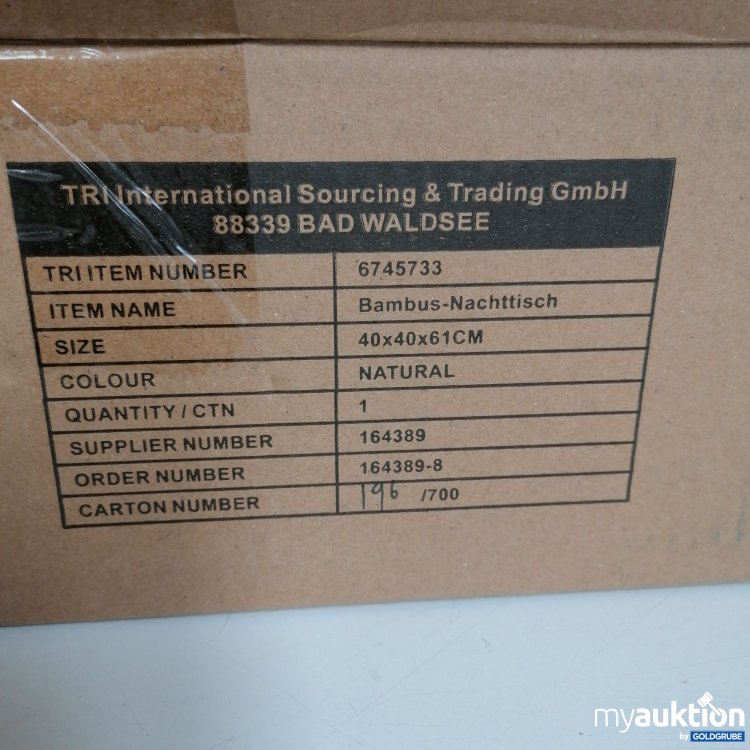 TRI International Sourcing & Trading GmbH
88339 BAD WALDSEE
TRI ITEM NUMBER 6745733
ITEM NAME Bambus-Nachttisch
SIZE 40x40x61CM
COLOUR NATURAL
QUANTITY / CTN 1
SUPPLIER NUMBER 164389
ORDER NUMBER 164389-8
CARTON NUMBER 196 /700
myauktion
by GOLDGRUBE